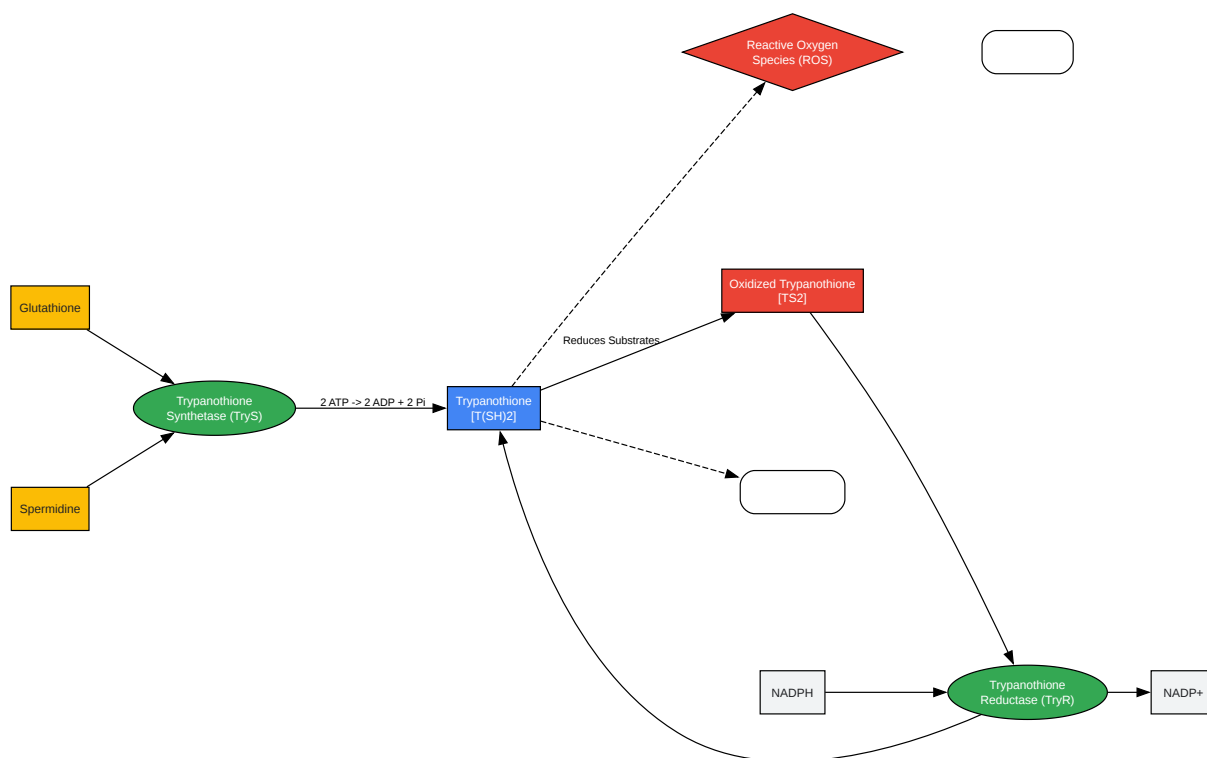 Reactive Oxygen
Species (ROS)
Oxidized Trypanothione
[TS2]
Glutathione
Reduces Substrates
Trypanothione
Synthetase (TryS)
2 ATP -> 2 ADP + 2 Pi
Trypanothione
[T(SH)2]
Spermidine
NADPH
Trypanothione
Reductase (TryR)
NADP+